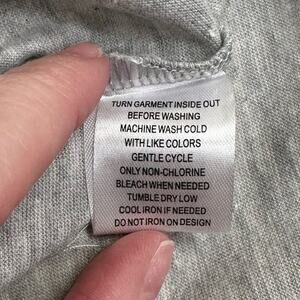 TURN GARMENT INSIDE OUT
BEFORE WASHING
MACHINE WASH COLD
WITH LIKE COLORS
GENTLE CYCLE
ONLY NON-CHLORINE
BLEACH WHEN NEEDED
TUMBLE DRY LOW
COOL IRON IF NEEDED
DO NOT IRON ON DESIGN